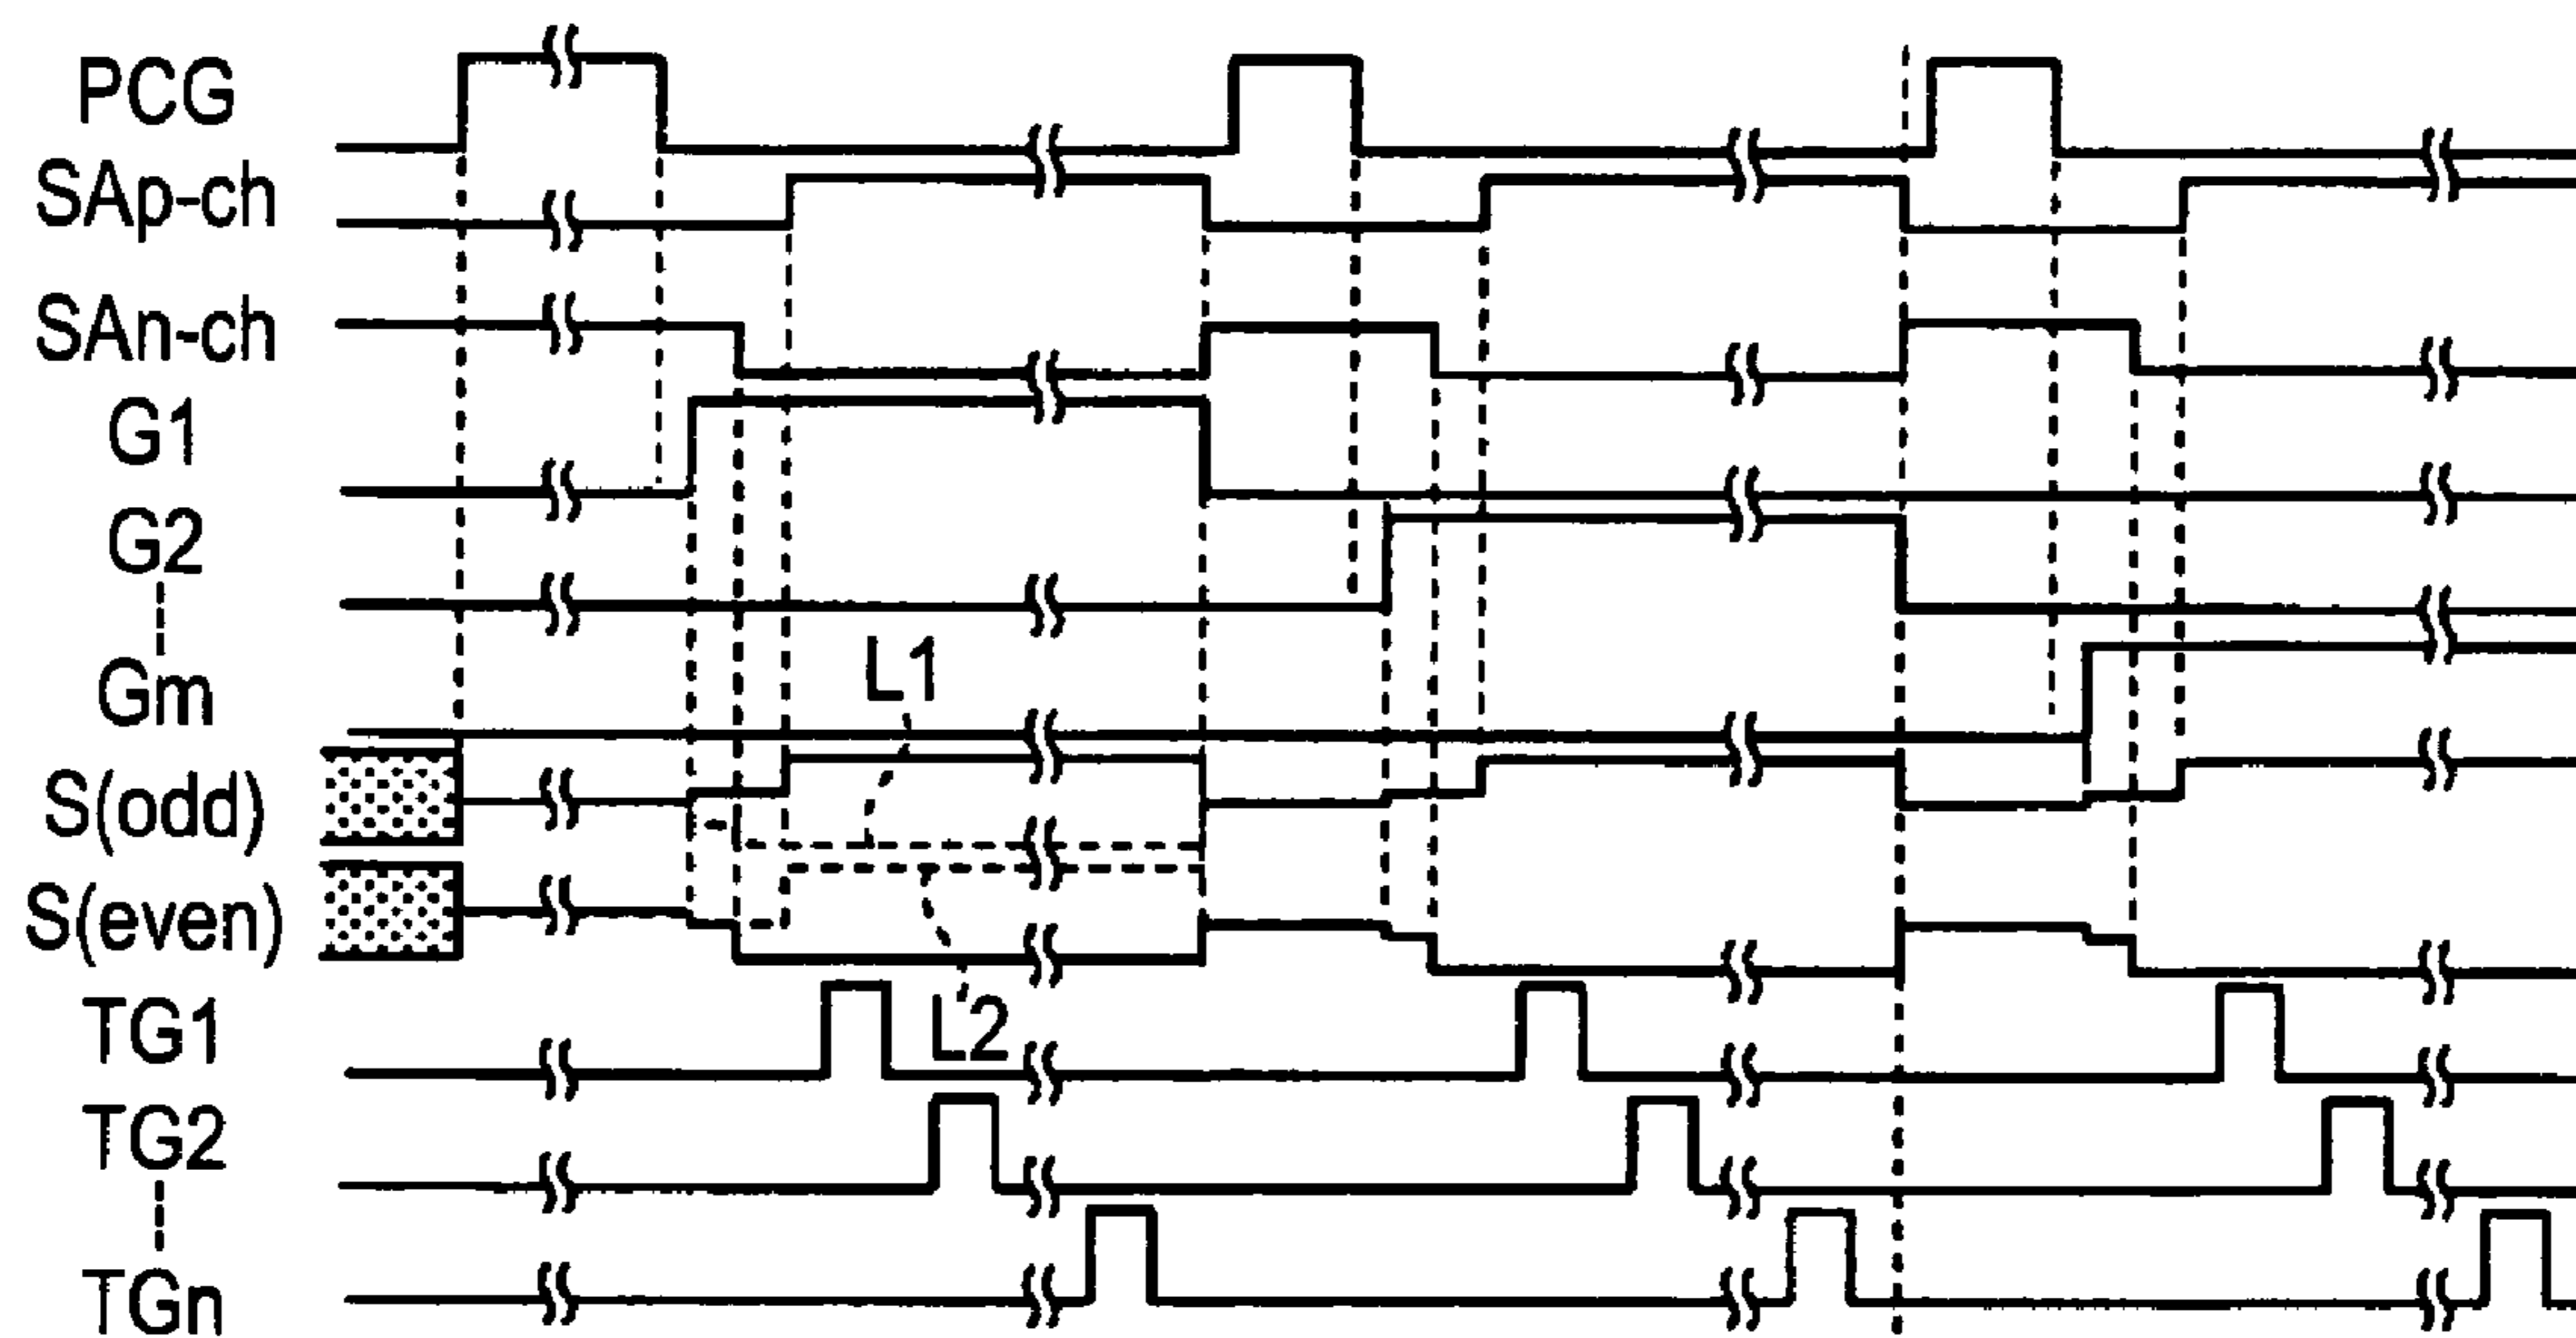 PCG
SAp-ch
SAn-ch
G1
G2
Gm
L1
S(odd)
S(even)
TG1
L2
TG2
TGn